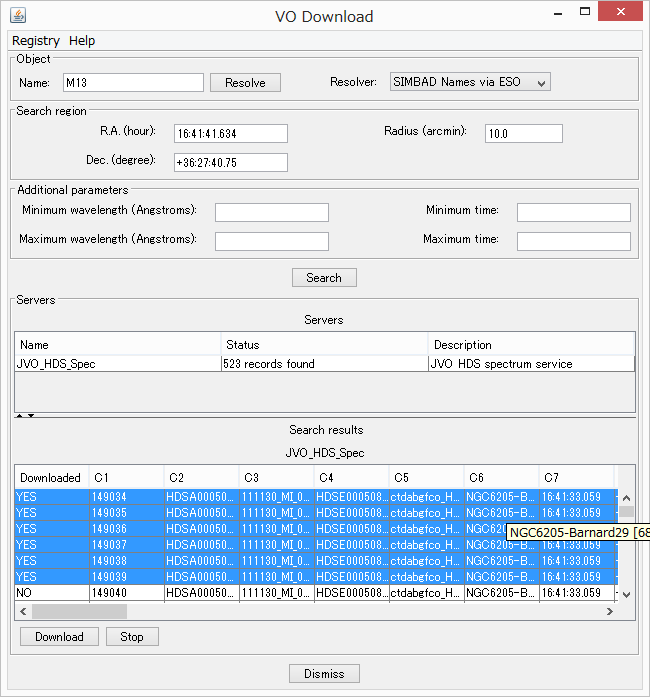 VO Download
Registry Help
Object
Name: M13 Resolve Resolver: SIMBAD Names via ESO
Search region
R.A. (hour): 16:41:41.634 Radius (arcmin): 10.0
Dec. (degree): +36:27:40.75
Additional parameters
Minimum wavelength (Angstroms): Minimum time:
Maximum wavelength (Angstroms): Maximum time:
Search
Servers
Servers
Name Status Description
JVO_HDS_Spec 523 records found JVO HDS spectrum service
Search results
JVO_HDS_Spec
Downloaded C1 C2 C3 C4 C5 C6 C7
YES 149034 HDSA00050... 111130_MI_0... HDSE000508... ctdabgfco_H... NGC6205-B... 16:41:33.059
YES 149035 HDSA00050... 111130_MI_0... HDSE000508... ctdabgfco_H... NGC6205-B... 16:41:33.059
YES 149036 HDSA00050... 111130_MI_0... HDSE000508... ctdabgfco_H... NGC6205-B... 16:41:33.059
NGC6205-Barnard29 [68
YES 149037 HDSA00050... 111130_MI_0... HDSE000508... ctdabgfco_H... NGC6205-B... 16:41:33.059
YES 149038 HDSA00050... 111130_MI_0... HDSE000508... ctdabgfco_H... NGC6205-B... 16:41:33.059
YES 149039 HDSA00050... 111130_MI_0... HDSE000508... ctdabgfco_H... NGC6205-B... 16:41:33.059
NO 149040 HDSA00050... 111130_MI_0... HDSE000508... ctdabgfco_H... NGC6205-B... 16:41:33.059
Download Stop
Dismiss